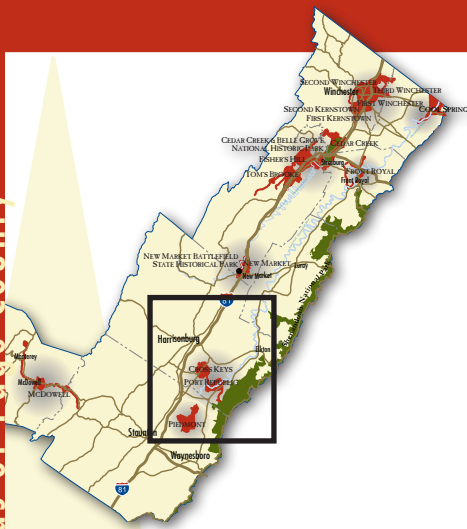 SECOND WINCHESTER
Winchester
THIRD WINCHESTER
FIRST WINCHESTER
SECOND KERNSTOWN
FIRST KERNSTOWN
COOL SPRING
CEDAR CREEK & BELLE GROVE
NATIONAL HISTORIC PARK
CEDAR CREEK
FISHER'S HILL
Strasburg
TOM'S BROOK
FRONT ROYAL
Front Royal
NEW MARKET BATTLEFIELD
STATE HISTORICAL PARK
NEW MARKET
New Market
Luray
Shenandoah National Park
81
Harrisonburg
Elkton
CROSS KEYS
PORT REPUBLIC
Monterey
McDowell
MCDOWELL
PIEDMONT
Staunton
Waynesboro
81